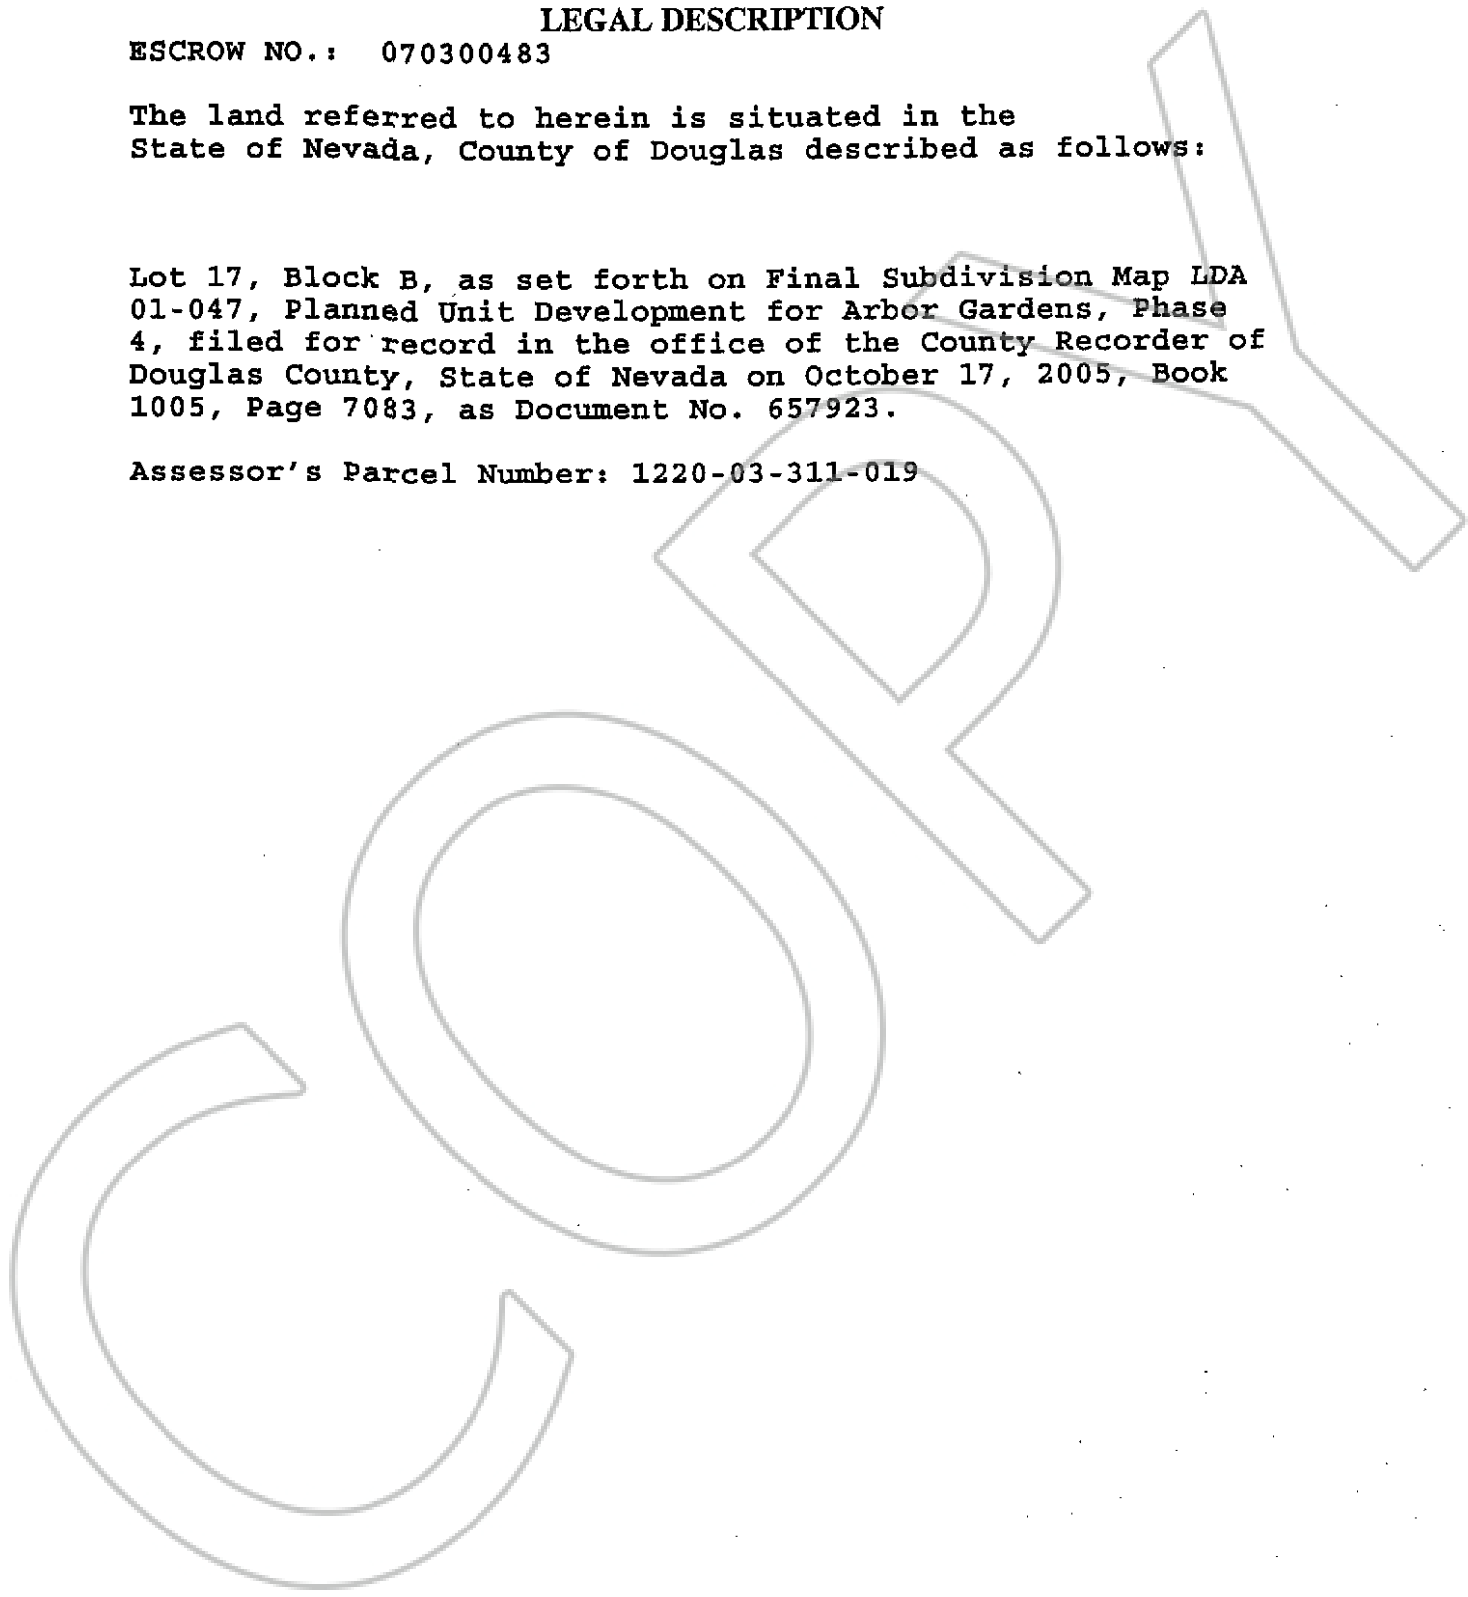 LEGAL DESCRIPTION
ESCROW NO.: 070300483
The land referred to herein is situated in the
State of Nevada, County of Douglas described as follows:
Lot 17, Block B, as set forth on Final Subdivision Map LDA
01-047, Planned Unit Development for Arbor Gardens, Phase
4, filed for record in the office of the County Recorder of
Douglas County, State of Nevada on October 17, 2005, Book
1005, Page 7083, as Document No. 657923.
Assessor's Parcel Number: 1220-03-311-019
COPY